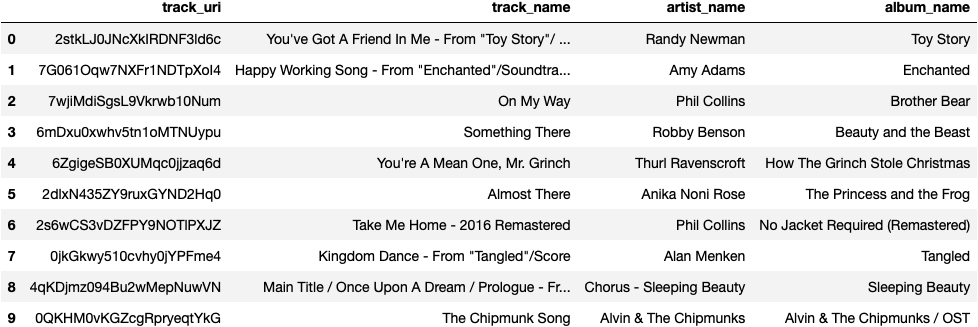 track_uri track_name artist_name album_name
0 2stkLJ0JNcXkIRDNF3ld6c You've Got A Friend In Me - From "Toy Story"/ ... Randy Newman Toy Story
1 7G061Oqw7NXFr1NDTpXoI4 Happy Working Song - From "Enchanted"/Soundtra... Amy Adams Enchanted
2 7wjiMdiSgsL9Vkrwb10Num On My Way Phil Collins Brother Bear
3 6mDxu0xwhv5tn1oMTNUypu Something There Robby Benson Beauty and the Beast
4 6ZgigeSB0XUMqc0jjzaq6d You're A Mean One, Mr. Grinch Thurl Ravenscroft How The Grinch Stole Christmas
5 2dlxN435ZY9ruxGYND2Hq0 Almost There Anika Noni Rose The Princess and the Frog
6 2s6wCS3vDZFPY9NOTlPXJZ Take Me Home - 2016 Remastered Phil Collins No Jacket Required (Remastered)
7 0jkGkwy510cvhy0jYPFme4 Kingdom Dance - From "Tangled"/Score Alan Menken Tangled
8 4qKDjmz094Bu2wMepNuwVN Main Title / Once Upon A Dream / Prologue - Fr... Chorus - Sleeping Beauty Sleeping Beauty
9 0QKHM0vKGZcgRpryeqtYkG The Chipmunk Song Alvin & The Chipmunks Alvin & The Chipmunks / OST